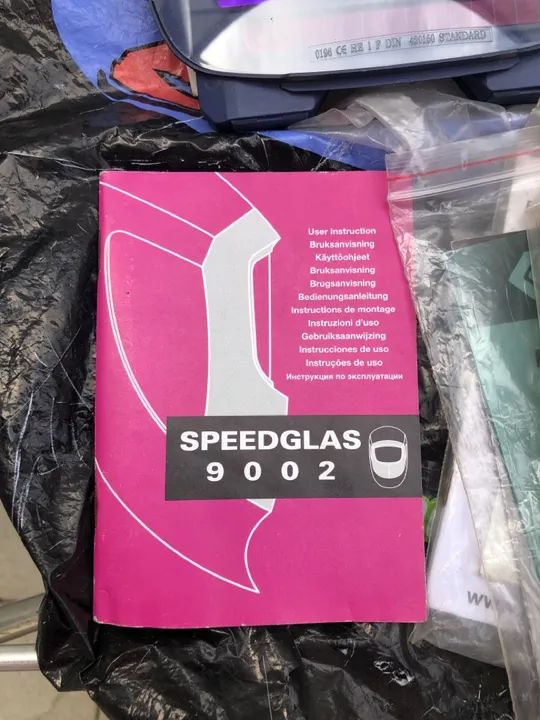 0196 CE HE 1 F DIN 420160 STANDARD
User instruction
Bruksanvisning
Käyttöohjeet
Bruksanvisning
Brugsanvisning
Bedienungsanleitung
Instructions de montage
Instruzioni d'uso
Gebruiksaanwijzing
Instrucciones de uso
Instruções de uso
Инструкция по эксплуатации
SPEEDGLAS
9002